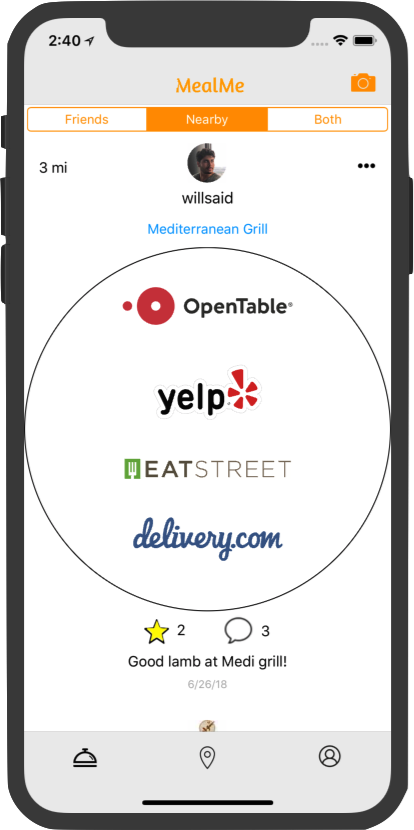 2:40
MealMe
Friends Nearby Both
3 mi
willsaid
Mediterranean Grill
OpenTable®
yelp
EATSTREET
delivery.com
2 3
Good lamb at Medi grill!
6/26/18